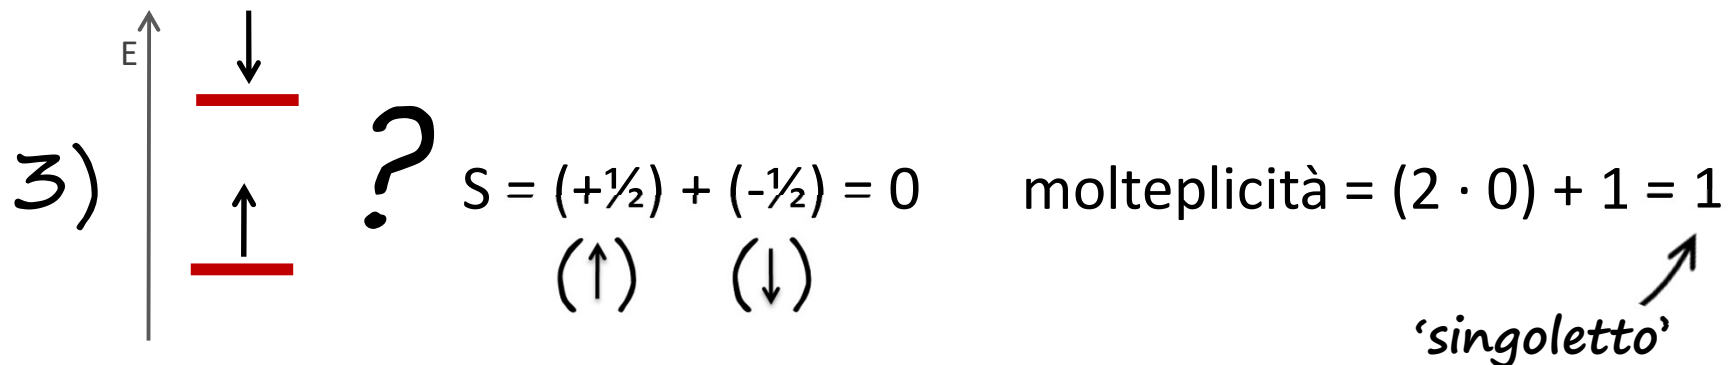 E
3)
?
S = (+½) + (-½) = 0
molteplicità = (2 · 0) + 1 = 1
(↑) (↓)
‘singoletto’